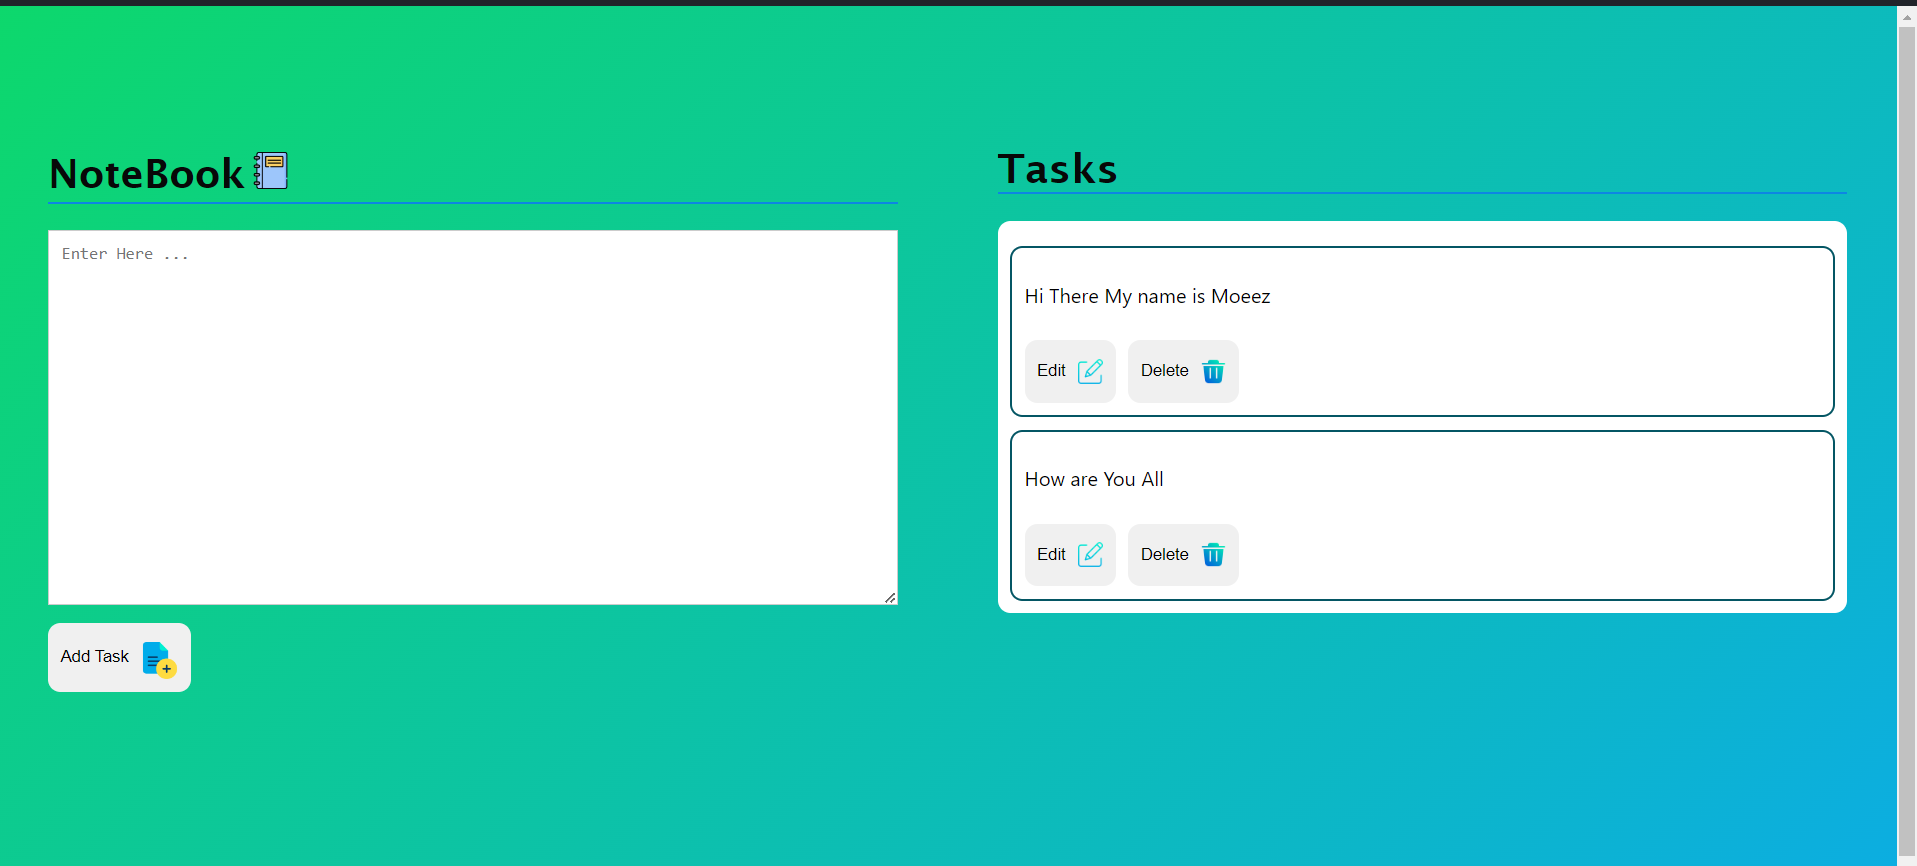 NoteBook
Enter Here ...
Add Task
Tasks
Hi There My name is Moeez
Edit
Delete
How are You All
Edit
Delete